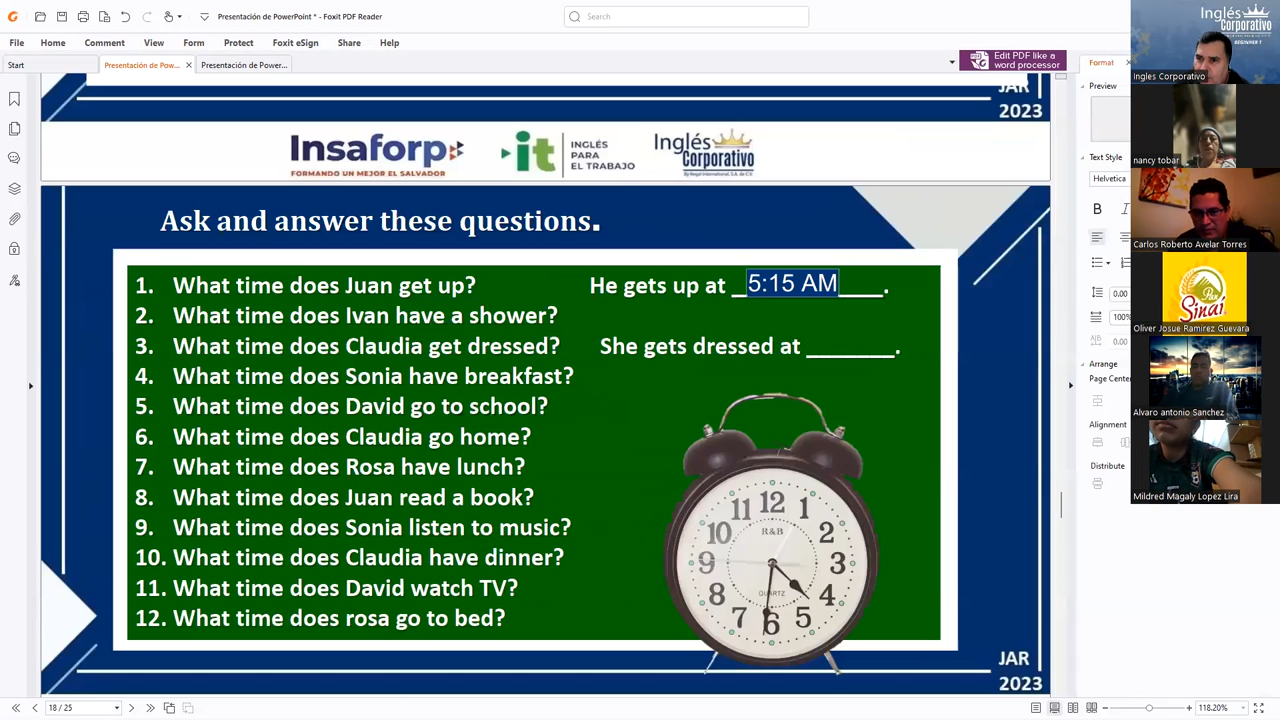 Presentación de PowerPoint * - Foxit PDF Reader
Search
File
Home
Comment
View
Form
Protect
Foxit eSign
Share
Help
Start
Presentación de Pow...
Presentación de Power...
Edit PDF like a
word processor
Format
Preview
Text Style
Helvetica
B
I
0.00
100%
0.00
Arrange
Page Center
Alignment
Distribute
JAR
2023
Insaforp
FORMANDO UN MEJOR EL SALVADOR
it
INGLÉS
PARA
EL TRABAJO
Inglés
Corporativo
Ask and answer these questions.
1. What time does Juan get up? He gets up at _5:15 AM____.
2. What time does Ivan have a shower?
3. What time does Claudia get dressed? She gets dressed at ________.
4. What time does Sonia have breakfast?
5. What time does David go to school?
6. What time does Claudia go home?
7. What time does Rosa have lunch?
8. What time does Juan read a book?
9. What time does Sonia listen to music?
10. What time does Claudia have dinner?
11. What time does David watch TV?
12. What time does rosa go to bed?
12
1
2
3
4
5
6
7
8
9
10
11
R&B
QUARTZ
JAR
2023
18 / 25
118.20%
Inglés
Corporativo
BEGINNER 1
Ingles Corporativo
nancy tobar
Carlos Roberto Avelar Torres
Pan
Sinaí
Oliver Josue Ramirez Guevara
Alvaro antonio Sanchez
Mildred Magaly Lopez Lira